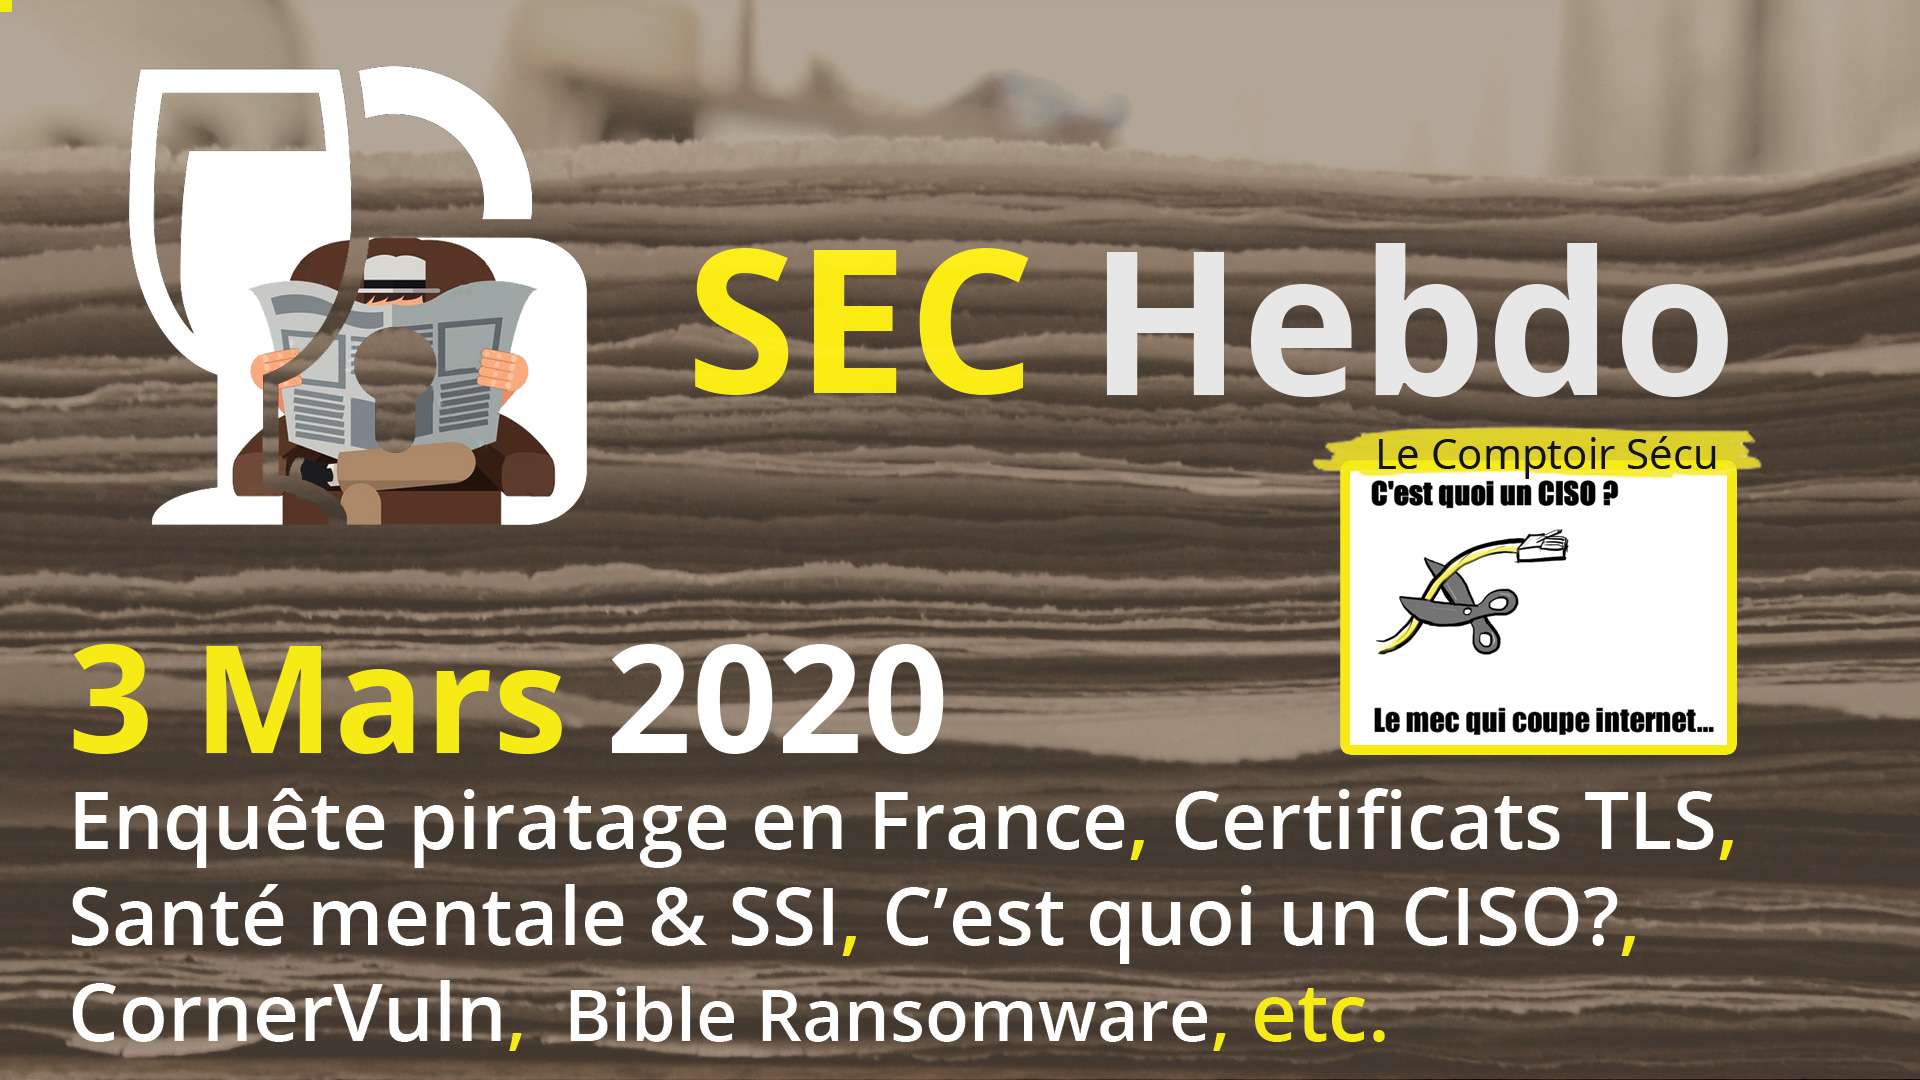 SEC Hebdo
Le Comptoir Sécu
C'est quoi un CISO ?
Le mec qui coupe internet...
3 Mars 2020
Enquête piratage en France, Certificats TLS,
Santé mentale & SSI, C’est quoi un CISO?,
CornerVuln, Bible Ransomware, etc.